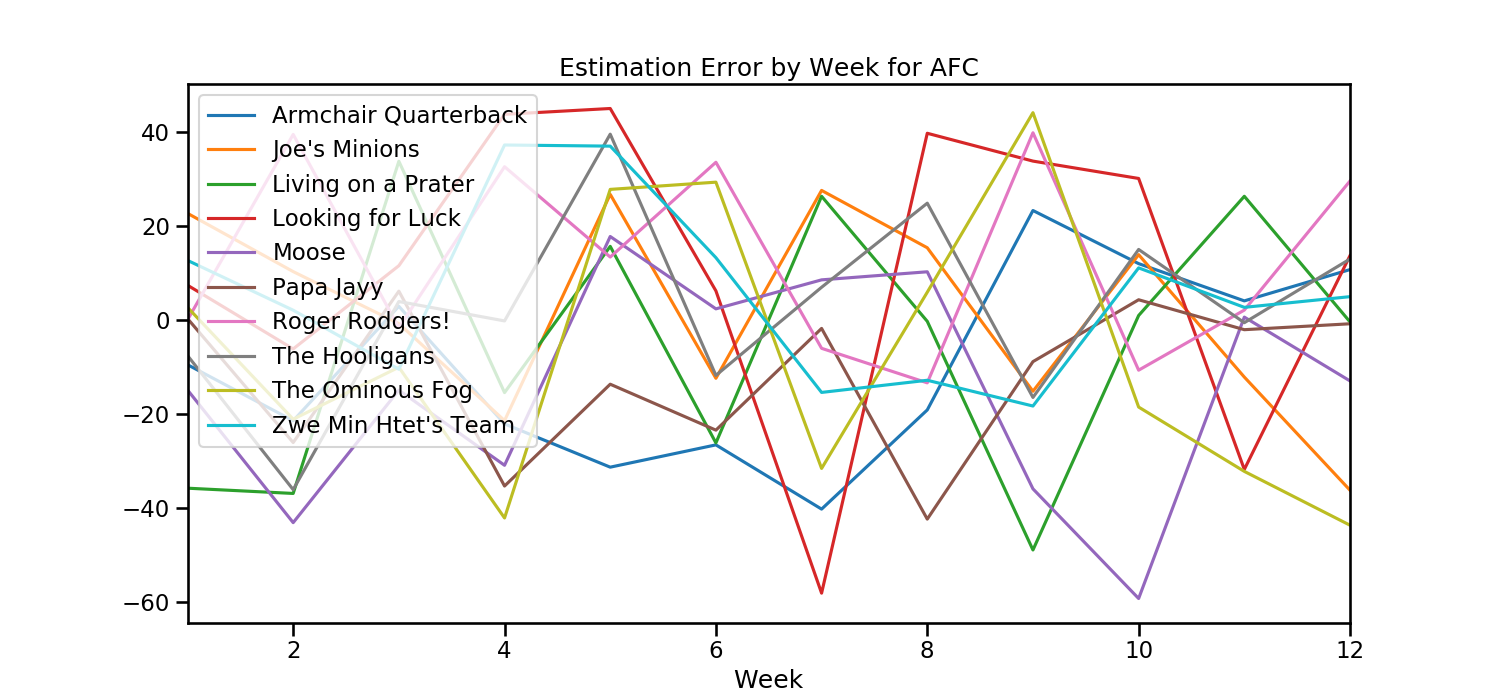 Estimation Error by Week for AFC
Armchair Quarterback
Joe's Minions
Living on a Prater
Looking for Luck
Moose
Papa Jayy
Roger Rodgers!
The Hooligans
The Ominous Fog
Zwe Min Htet's Team
40
20
0
−20
−40
−60
2 4 6 8 10 12
Week